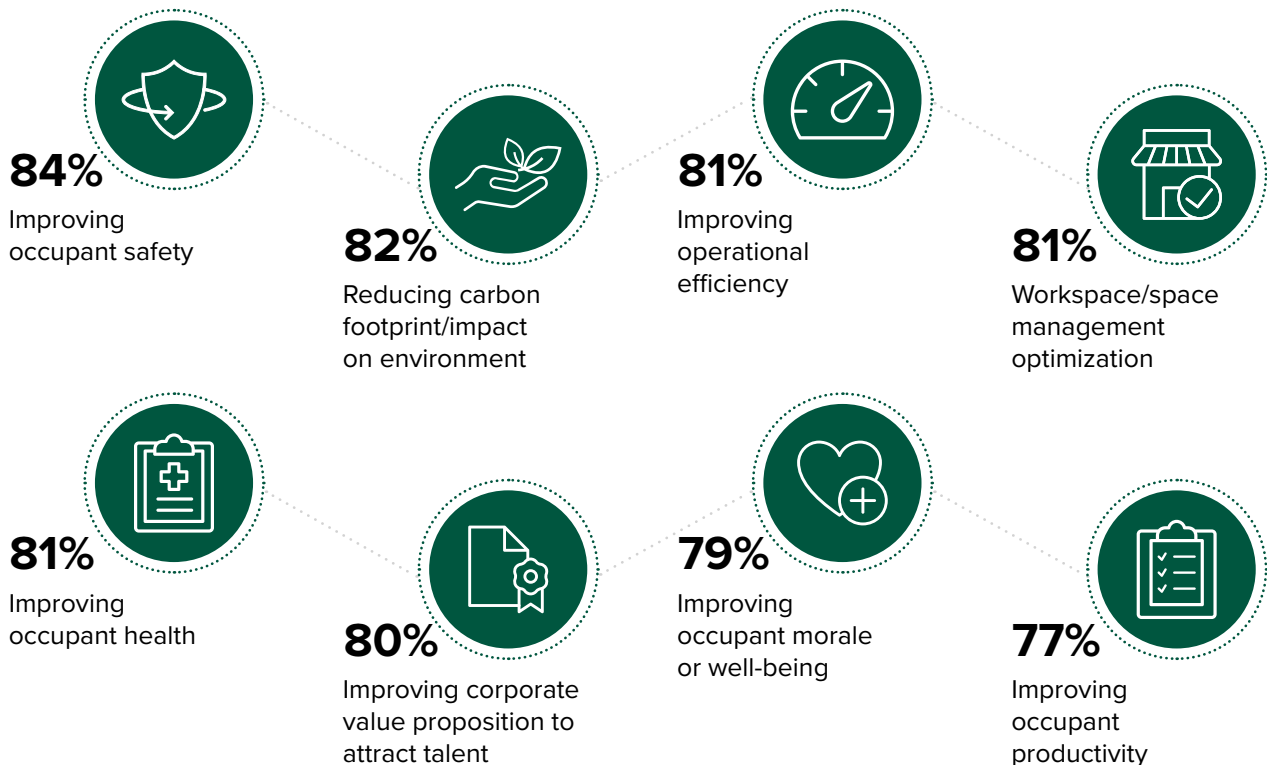 84%
Improving
occupant safety
82%
Reducing carbon
footprint/impact
on environment
81%
Improving
operational
efficiency
81%
Workspace/space
management
optimization
81%
Improving
occupant health
80%
Improving corporate
value proposition to
attract talent
79%
Improving
occupant morale
or well-being
77%
Improving
occupant
productivity